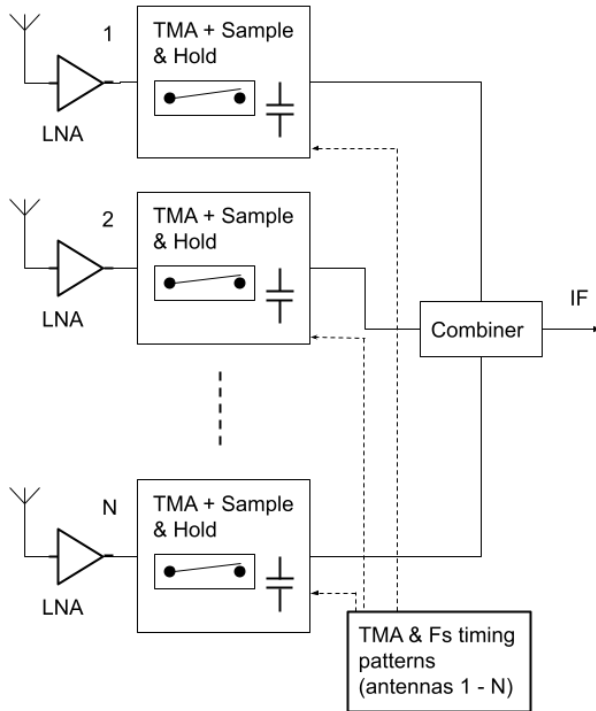 1
TMA + Sample
& Hold
LNA
2
TMA + Sample
& Hold
LNA
IF
Combiner
N
TMA + Sample
& Hold
LNA
TMA & Fs timing
patterns
(antennas 1 - N)